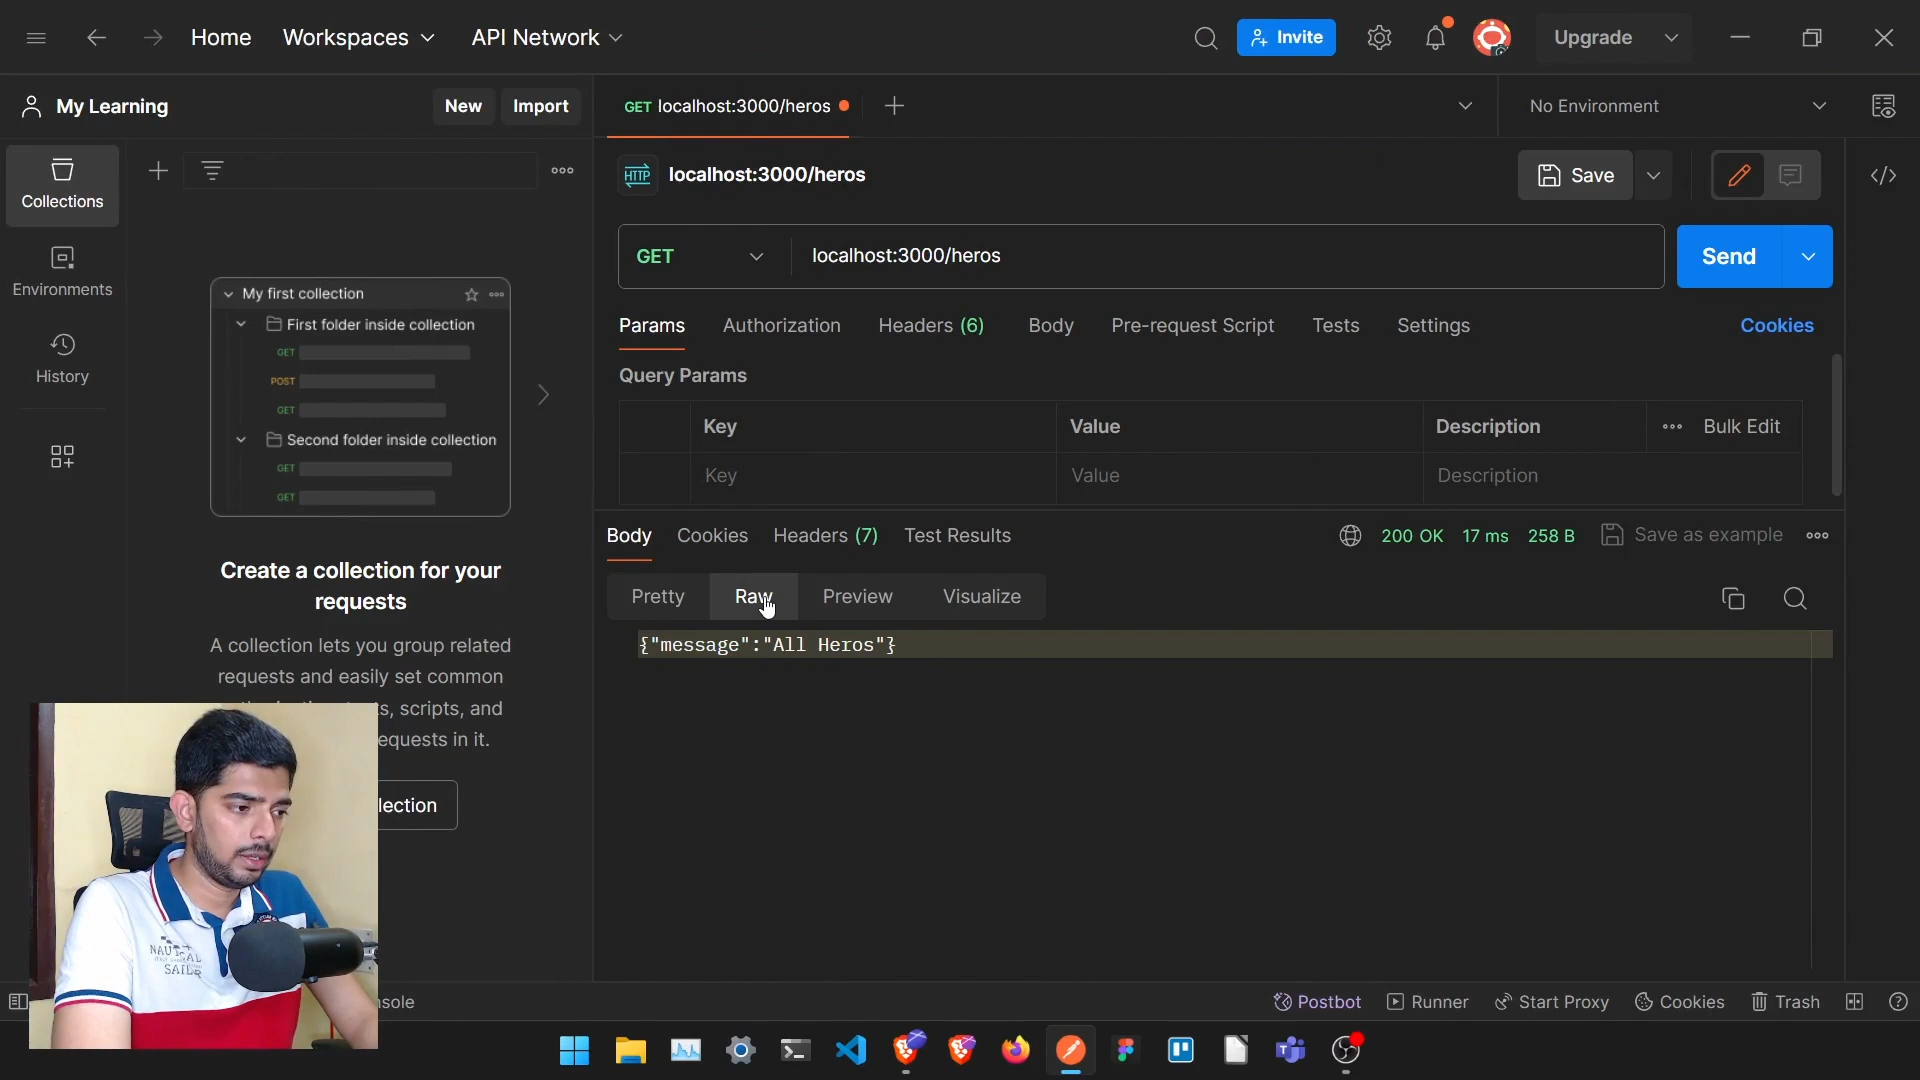 Home Workspaces API Network Invite Upgrade
My Learning New Import GET localhost:3000/heros No Environment
HTTP localhost:3000/heros Save
Collections
GET localhost:3000/heros Send
Environments
My first collection
First folder inside collection
GET
POST
GET
Second folder inside collection
GET
GET
History
Params Authorization Headers (6) Body Pre-request Script Tests Settings Cookies
Query Params
Key Value Description Bulk Edit
Key Value Description
Body Cookies Headers (7) Test Results 200 OK 17 ms 258 B Save as example
Pretty Raw Preview Visualize
{"message":"All Heros"}
Create a collection for your
requests
A collection lets you group related
requests and easily set common
s, scripts, and
equests in it.
lection
NAUTICAL
SAILOR
nsole Postbot Runner Start Proxy Cookies Trash